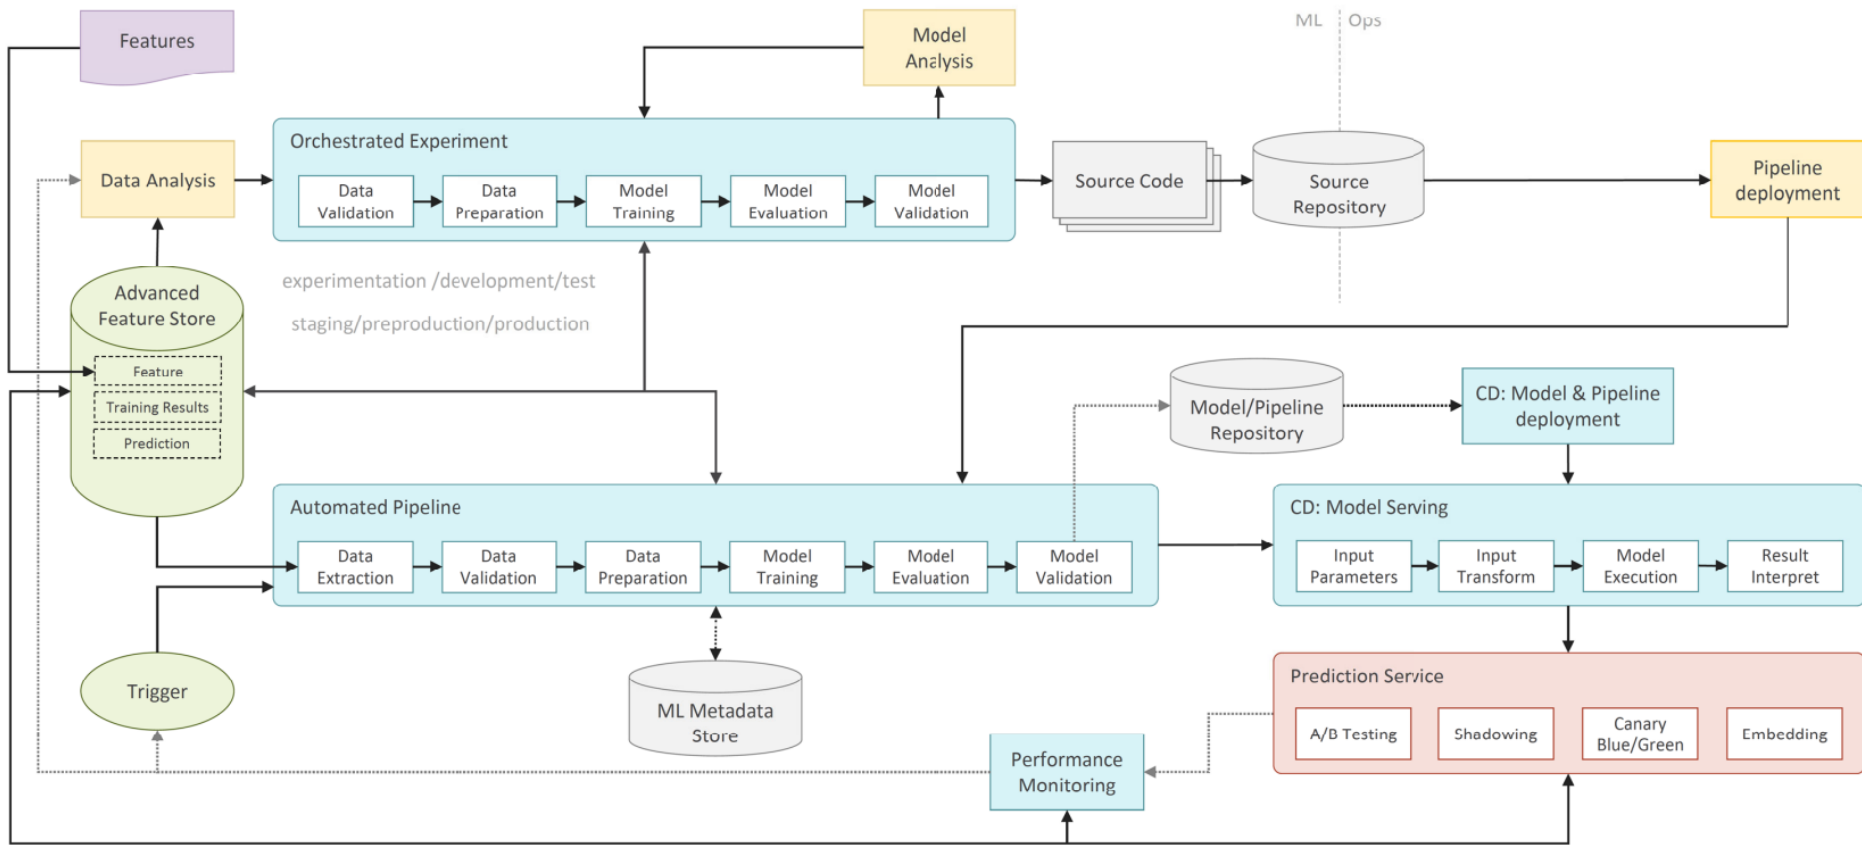 Features
Model
Analysis
ML
Ops
Orchestrated Experiment
Data Analysis
Data
Validation
Data
Preparation
Model
Training
Model
Evaluation
Model
Validation
Source Code
Source
Repository
Pipeline
deployment
experimentation /development/test
staging/preproduction/production
Advanced
Feature Store
Feature
Training Results
Prediction
Model/Pipeline
Repository
CD: Model & Pipeline
deployment
Automated Pipeline
Data
Extraction
Data
Validation
Data
Preparation
Model
Training
Model
Evaluation
Model
Validation
CD: Model Serving
Input
Parameters
Input
Transform
Model
Execution
Result
Interpret
Trigger
ML Metadata
Store
Performance
Monitoring
Prediction Service
A/B Testing
Shadowing
Canary
Blue/Green
Embedding